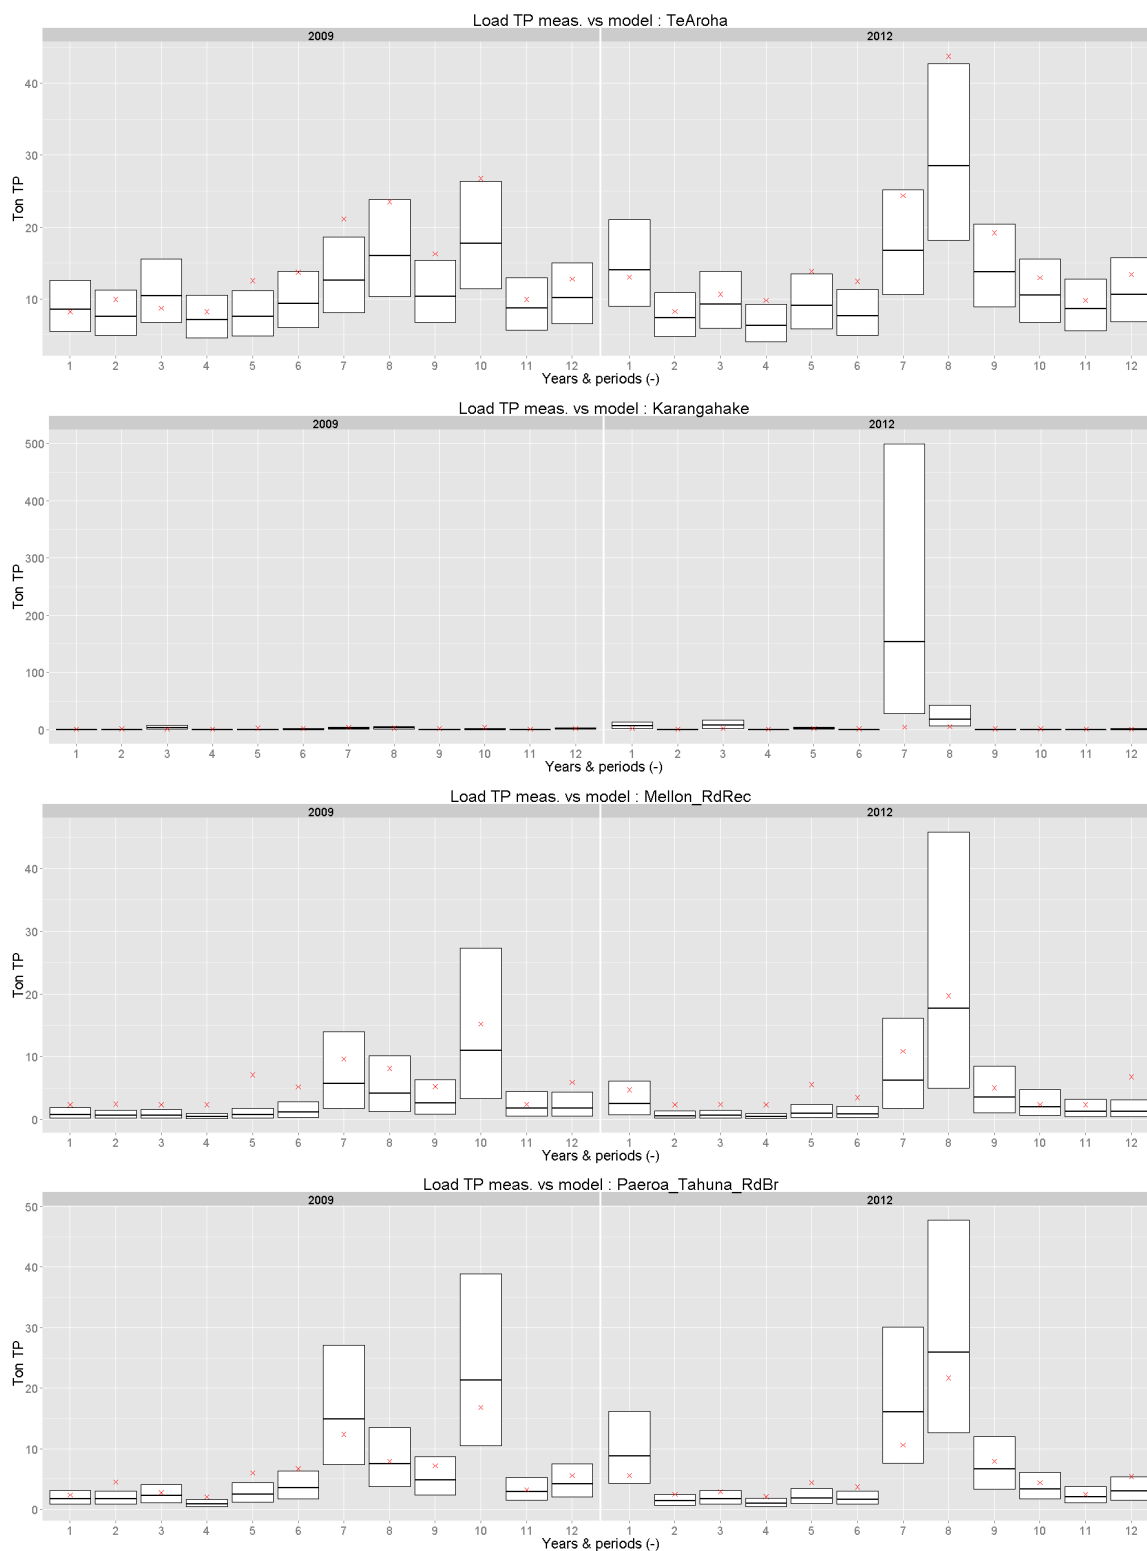 Load TP meas. vs model : TeAroha
2009 2012
Ton TP
40
30
20
10
1 2 3 4 5 6 7 8 9 10 11 12 1 2 3 4 5 6 7 8 9 10 11 12
Years & periods (-)
Load TP meas. vs model : Karangahake
2009 2012
Ton TP
500
400
300
200
100
0
1 2 3 4 5 6 7 8 9 10 11 12 1 2 3 4 5 6 7 8 9 10 11 12
Years & periods (-)
Load TP meas. vs model : Mellon_RdRec
2009 2012
Ton TP
40
30
20
10
0
1 2 3 4 5 6 7 8 9 10 11 12 1 2 3 4 5 6 7 8 9 10 11 12
Years & periods (-)
Load TP meas. vs model : Paeroa_Tahuna_RdBr
2009 2012
Ton TP
50
40
30
20
10
0
1 2 3 4 5 6 7 8 9 10 11 12 1 2 3 4 5 6 7 8 9 10 11 12
Years & periods (-)